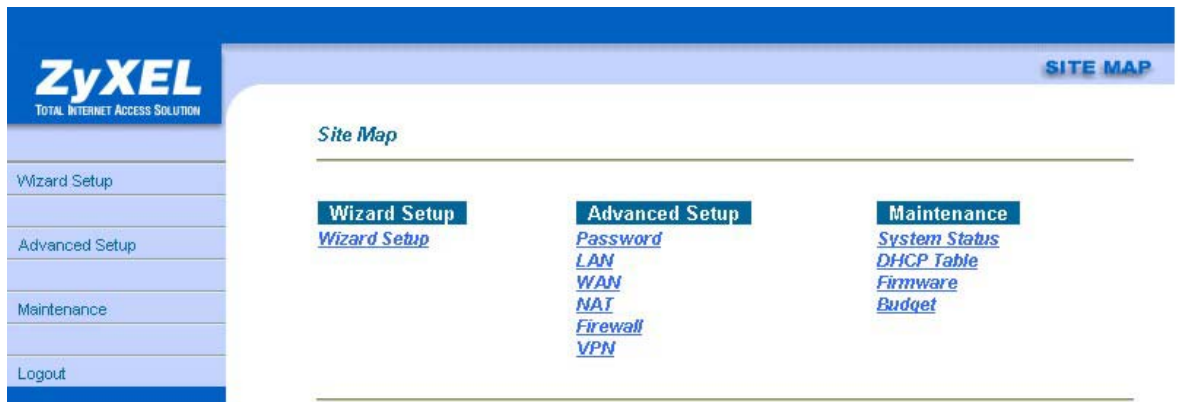 ZyXEL
TOTAL INTERNET ACCESS SOLUTION
SITE MAP
Wizard Setup
Advanced Setup
Maintenance
Logout
Site Map
Wizard Setup
Wizard Setup
Advanced Setup
Password
LAN
WAN
NAT
Firewall
VPN
Maintenance
System Status
DHCP Table
Firmware
Budget